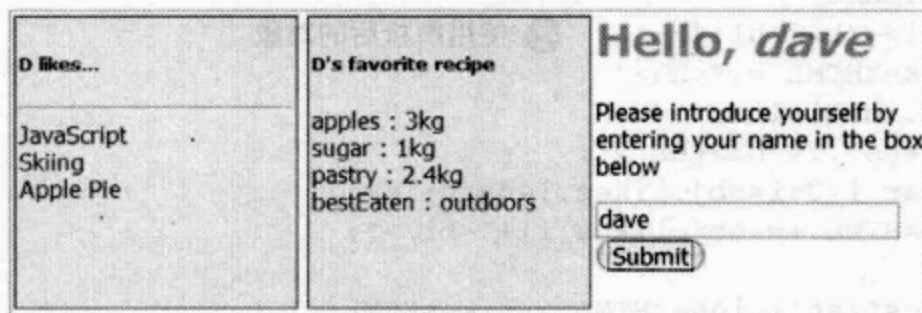 D likes...
JavaScript
Skiing
Apple Pie
D's favorite recipe
apples : 3kg
sugar : 1kg
pastry : 2.4kg
bestEaten : outdoors
Hello, dave
Please introduce yourself by
entering your name in the box
below
dave
Submit